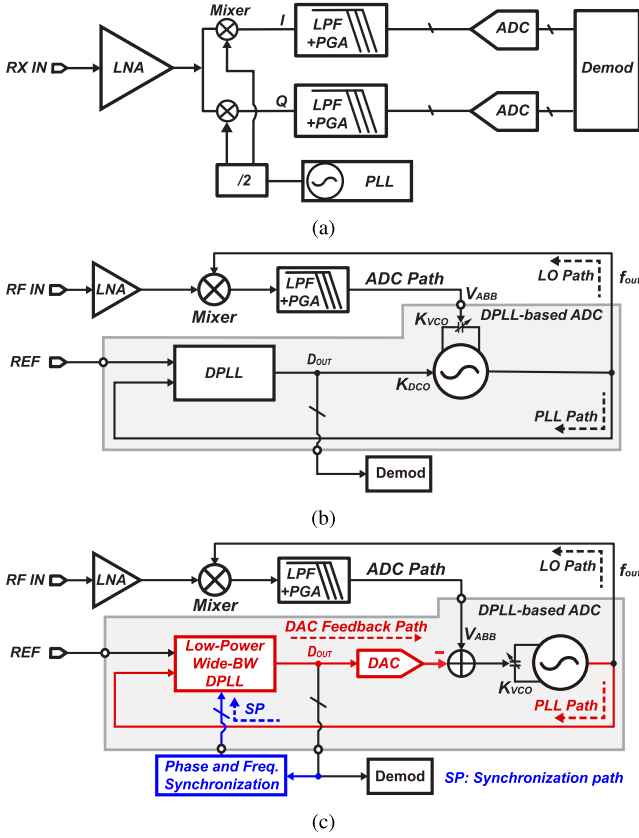 Mixer
I
LPF
+PGA
ADC
RX IN
LNA
Demod
Q
LPF
+PGA
ADC
/2
PLL
(a)
LO Path
f_out
RF IN
LNA
Mixer
LPF
+PGA
ADC Path
V_ABB
K_VCO
DPLL-based ADC
REF
DPLL
D_OUT
K_DCO
PLL Path
Demod
(b)
LO Path
f_out
RF IN
LNA
Mixer
LPF
+PGA
ADC Path
DPLL-based ADC
DAC Feedback Path
V_ABB
REF
Low-Power
Wide-BW
DPLL
D_OUT
DAC
–
K_VCO
PLL Path
SP
Phase and Freq.
Synchronization
Demod
SP: Synchronization path
(c)